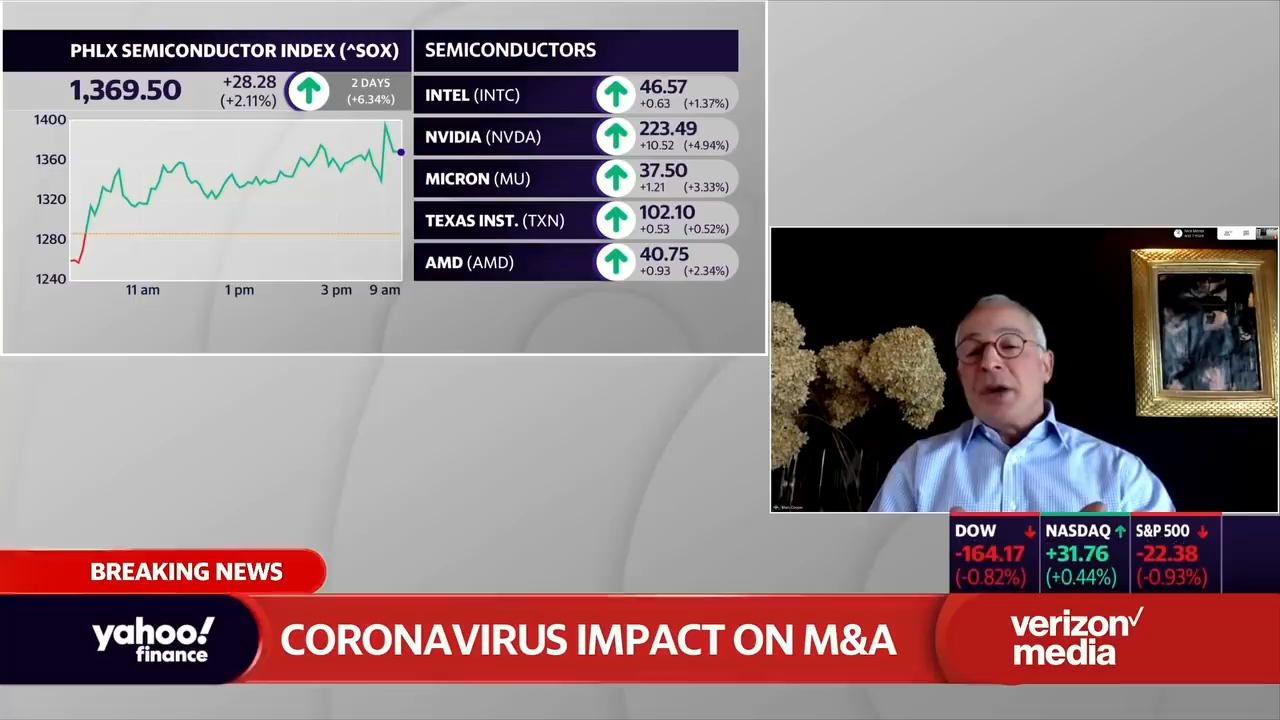 PHLX SEMICONDUCTOR INDEX (^SOX)
1,369.50
+28.28
(+2.11%)
2 DAYS
(+6.34%)
1400
1360
1320
1280
1240
11 am
1 pm
3 pm
9 am
SEMICONDUCTORS
INTEL (INTC)
46.57
+0.63 (+1.37%)
NVIDIA (NVDA)
223.49
+10.52 (+4.94%)
MICRON (MU)
37.50
+1.21 (+3.33%)
TEXAS INST. (TXN)
102.10
+0.53 (+0.52%)
AMD (AMD)
40.75
+0.93 (+2.34%)
DOW
-164.17
(-0.82%)
NASDAQ
+31.76
(+0.44%)
S&P 500
-22.38
(-0.93%)
BREAKING NEWS
yahoo!
finance
CORONAVIRUS IMPACT ON M&A
verizon
media